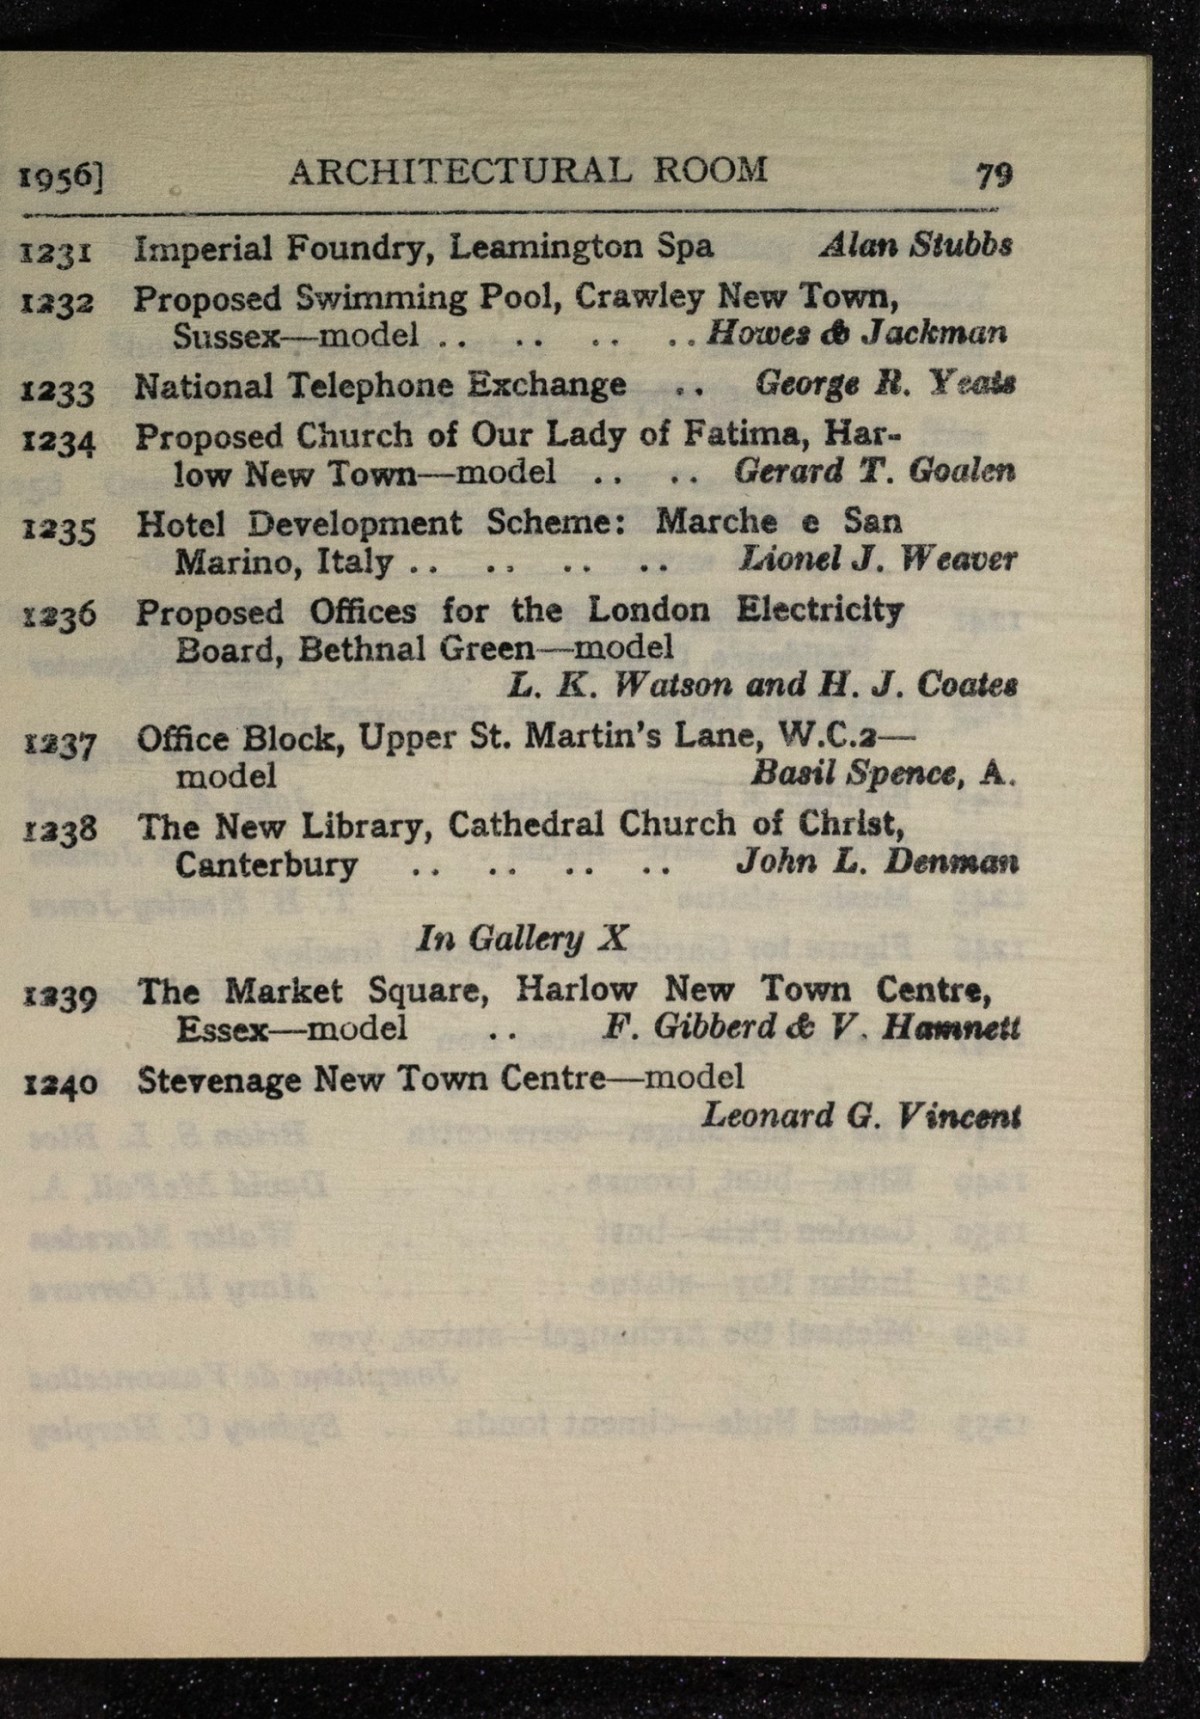 1956] ARCHITECTURAL ROOM 79
1231 Imperial Foundry, Leamington Spa Alan Stubbs
1232 Proposed Swimming Pool, Crawley New Town,
Sussex—model .. .. .. .. Howes & Jackman
1233 National Telephone Exchange .. George R. Yeats
1234 Proposed Church of Our Lady of Fatima, Har-
low New Town—model .. .. Gerard T. Goalen
1235 Hotel Development Scheme: Marche e San
Marino, Italy .. .. .. .. Lionel J. Weaver
1236 Proposed Offices for the London Electricity
Board, Bethnal Green—model
L. K. Watson and H. J. Coates
1237 Office Block, Upper St. Martin's Lane, W.C.2—
model Basil Spence, A.
1238 The New Library, Cathedral Church of Christ,
Canterbury .. .. .. .. John L. Denman
In Gallery X
1239 The Market Square, Harlow New Town Centre,
Essex—model .. F. Gibberd & V. Hamnett
1240 Stevenage New Town Centre—model
Leonard G. Vincent